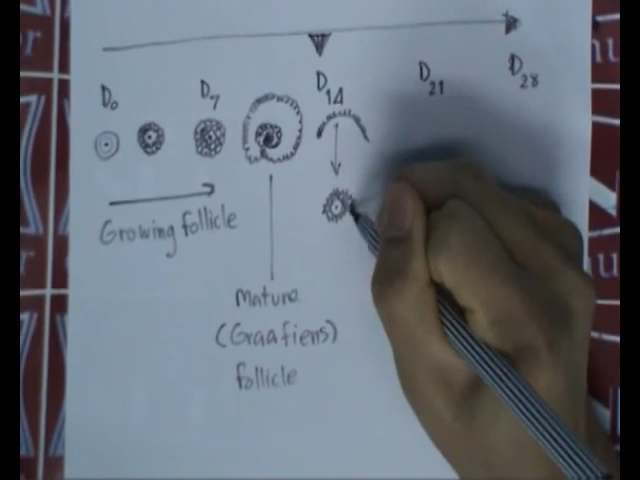 D0 D7 D14 D21 D28
Growing follicle
Mature
(Graafiens)
follicle